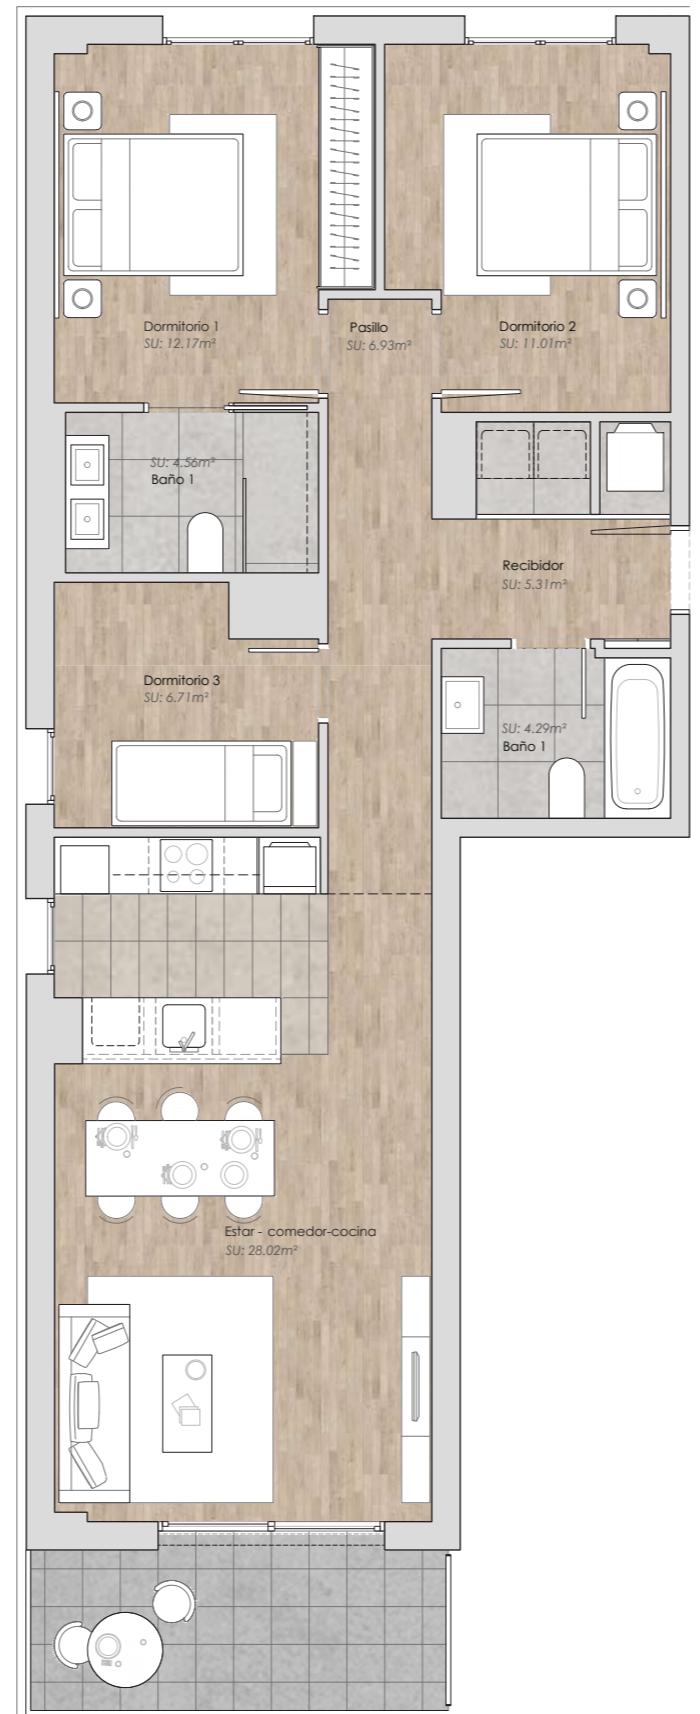 Dormitorio 1
SU: 12.17m²
Pasillo
SU: 6.93m²
Dormitorio 2
SU: 11.01m²
SU: 4.56m²
Baño 1
Recibidor
SU: 5.31m²
Dormitorio 3
SU: 6.71m²
SU: 4.29m²
Baño 1
Estar - comedor-cocina
SU: 28.02m²